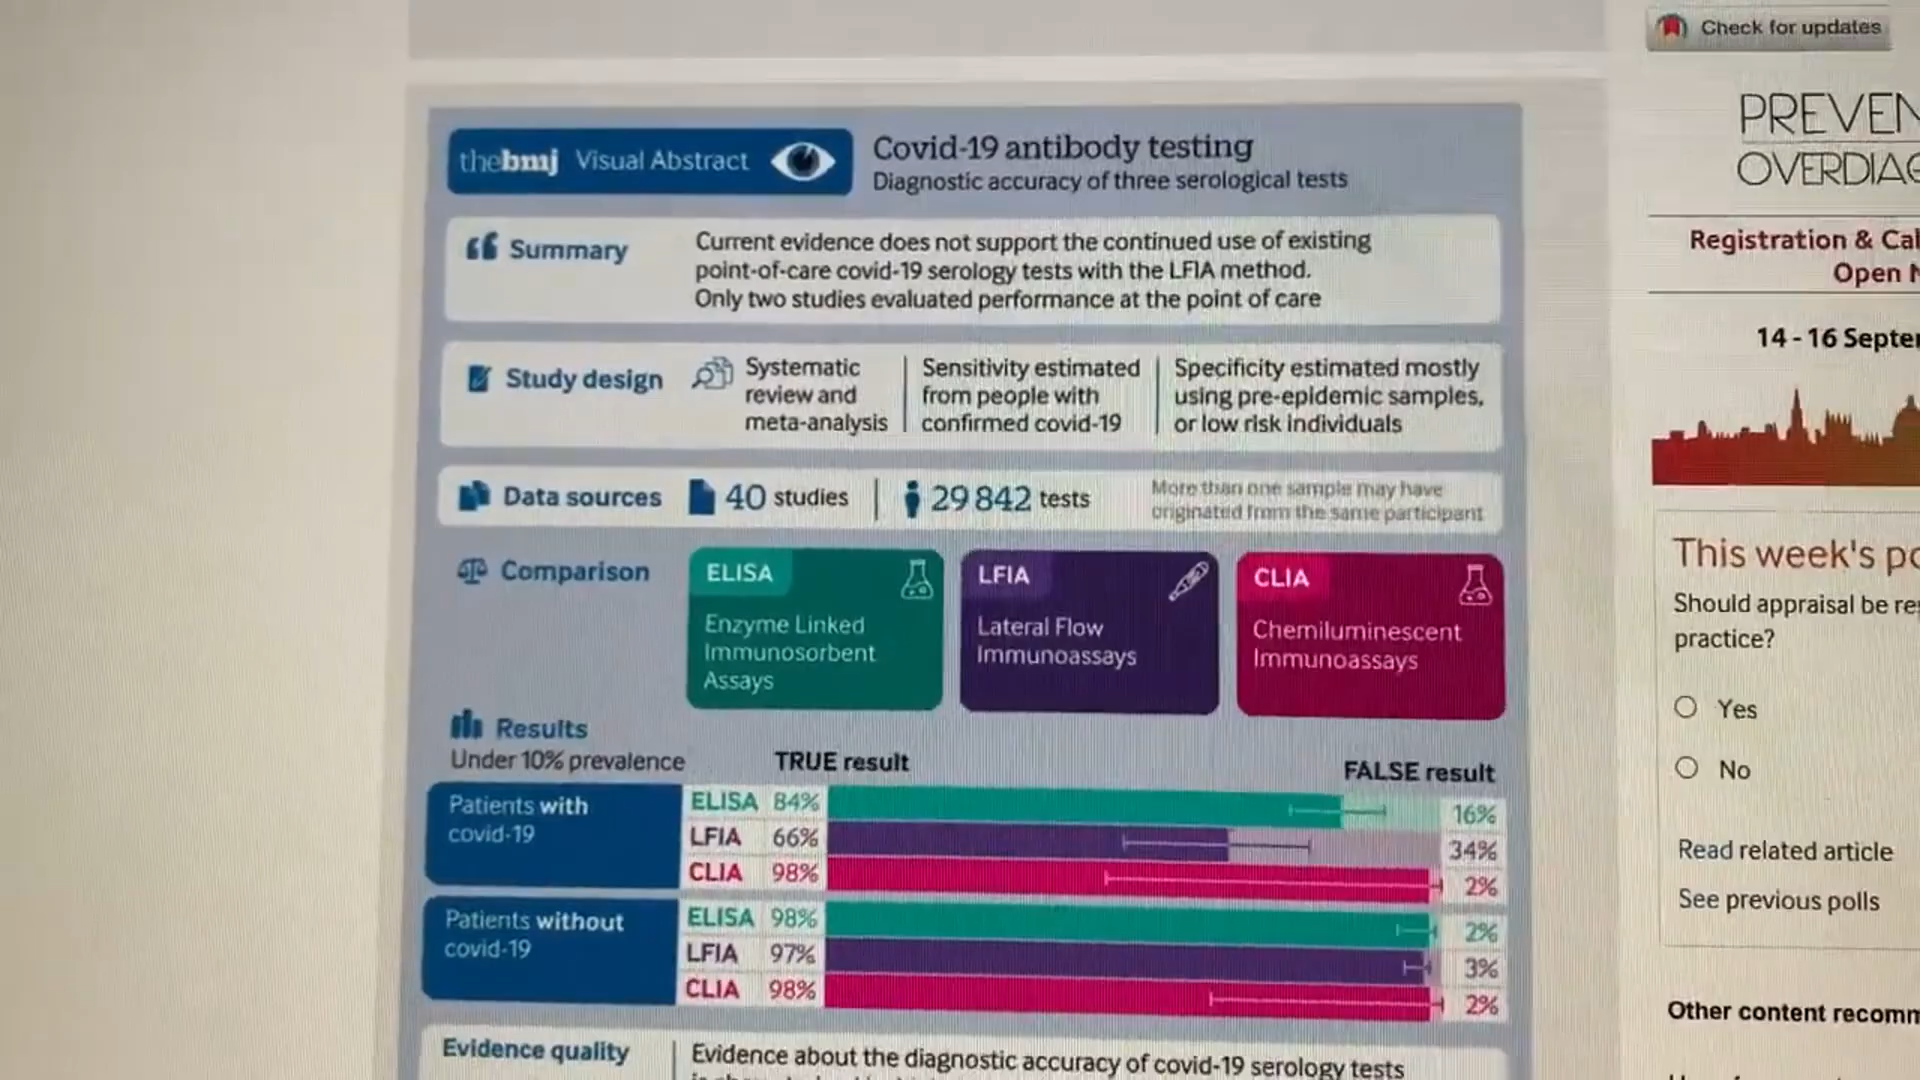 Check for updates
thebmj Visual Abstract
Covid-19 antibody testing
Diagnostic accuracy of three serological tests
Summary
Current evidence does not support the continued use of existing
point-of-care covid-19 serology tests with the LFIA method.
Only two studies evaluated performance at the point of care
Study design
Systematic
review and
meta-analysis
Sensitivity estimated
from people with
confirmed covid-19
Specificity estimated mostly
using pre-epidemic samples,
or low risk individuals
Data sources
40 studies
29 842 tests
More than one sample may have
originated from the same participant
Comparison
ELISA
Enzyme Linked
Immunosorbent
Assays
LFIA
Lateral Flow
Immunoassays
CLIA
Chemiluminescent
Immunoassays
Results
Under 10% prevalence
TRUE result
FALSE result
Patients with
covid-19
ELISA 84% 16%
LFIA 66% 34%
CLIA 98% 2%
Patients without
covid-19
ELISA 98% 2%
LFIA 97% 3%
CLIA 98% 2%
Evidence quality
Evidence about the diagnostic accuracy of covid-19 serology tests
PREVEN
OVERDIAG
Registration & Cal
Open N
14 - 16 Septe
This week's po
Should appraisal be re
practice?
Yes
No
Read related article
See previous polls
Other content recomm